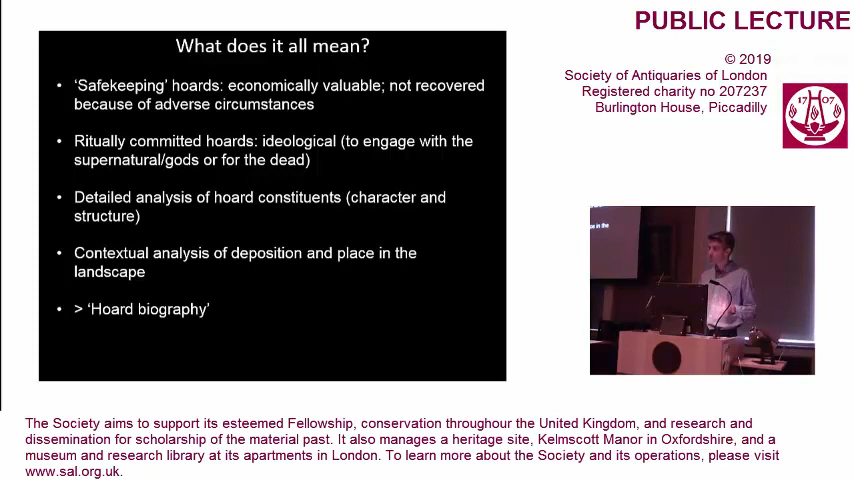 PUBLIC LECTURE
© 2019
Society of Antiquaries of London
Registered charity no 207237
Burlington House, Piccadilly
17 07
What does it all mean?
• ‘Safekeeping’ hoards: economically valuable; not recovered
because of adverse circumstances
• Ritually committed hoards: ideological (to engage with the
supernatural/gods or for the dead)
• Detailed analysis of hoard constituents (character and
structure)
• Contextual analysis of deposition and place in the
landscape
• > ‘Hoard biography’
The Society aims to support its esteemed Fellowship, conservation throughour the United Kingdom, and research and
dissemination for scholarship of the material past. It also manages a heritage site, Kelmscott Manor in Oxfordshire, and a
museum and research library at its apartments in London. To learn more about the Society and its operations, please visit
www.sal.org.uk.